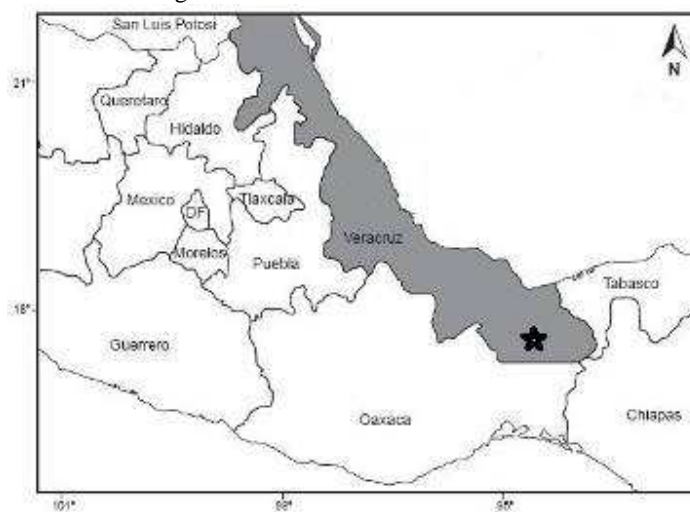 San Luis Potosi
N
21°
Queretaro
Hidaldo
Mexico
DF
Tlaxcala
Morelos
Puebla
Veracruz
Tabasco
18°
Guerrero
Oaxaca
Chiapas
101°
98°
95°